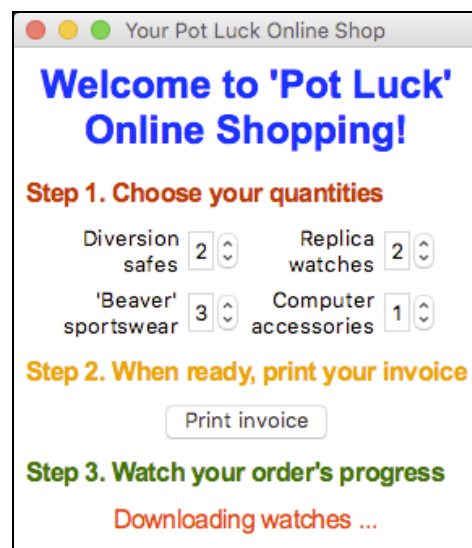 Your Pot Luck Online Shop
Welcome to 'Pot Luck'
Online Shopping!
Step 1. Choose your quantities
Diversion safes 2 Replica watches 2
'Beaver' sportswear 3 Computer accessories 1
Step 2. When ready, print your invoice
Print invoice
Step 3. Watch your order's progress
Downloading watches ...